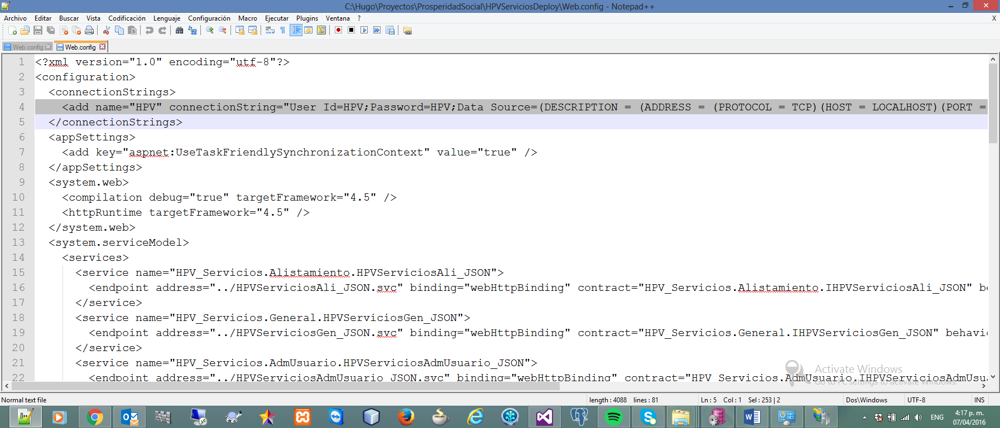 C:\Hugo\Proyectos\ProsperidadSocial\HPVServiciosDeploy\Web.config - Notepad++
Archivo Editar Buscar Vista Codificación Lenguaje Configuración Macro Ejecutar Plugins Ventana ? X
Web.config Web.config
1 <?xml version="1.0" encoding="utf-8"?>
2 <configuration>
3 <connectionStrings>
4 <add name="HPV" connectionString="User Id=HPV;Password=HPV;Data Source=(DESCRIPTION = (ADDRESS = (PROTOCOL = TCP)(HOST = LOCALHOST)(PORT =
5 </connectionStrings>
6 <appSettings>
7 <add key="aspnet:UseTaskFriendlySynchronizationContext" value="true" />
8 </appSettings>
9 <system.web>
10 <compilation debug="true" targetFramework="4.5" />
11 <httpRuntime targetFramework="4.5" />
12 </system.web>
13 <system.serviceModel>
14 <services>
15 <service name="HPV_Servicios.Alistamiento.HPVServiciosAli_JSON">
16 <endpoint address="../HPVServiciosAli_JSON.svc" binding="webHttpBinding" contract="HPV_Servicios.Alistamiento.IHPVServiciosAli_JSON" be
17 </service>
18 <service name="HPV_Servicios.General.HPVServiciosGen_JSON">
19 <endpoint address="../HPVServiciosGen_JSON.svc" binding="webHttpBinding" contract="HPV_Servicios.General.IHPVServiciosGen_JSON" behavio
20 </service>
21 <service name="HPV_Servicios.AdmUsuario.HPVServiciosAdmUsuario_JSON">
22 <endpoint address="../HPVServiciosAdmUsuario_JSON.svc" binding="webHttpBinding" contract="HPV_Servicios.AdmUsuario.IHPVServiciosAdmUsua
Activate Windows
Go to PC settings to activate Windows.
Normal text file length : 4088 lines : 81 Ln : 5 Col : 1 Sel : 253 | 2 Dos\Windows UTF-8 INS
ENG 4:17 p. m.
07/04/2016